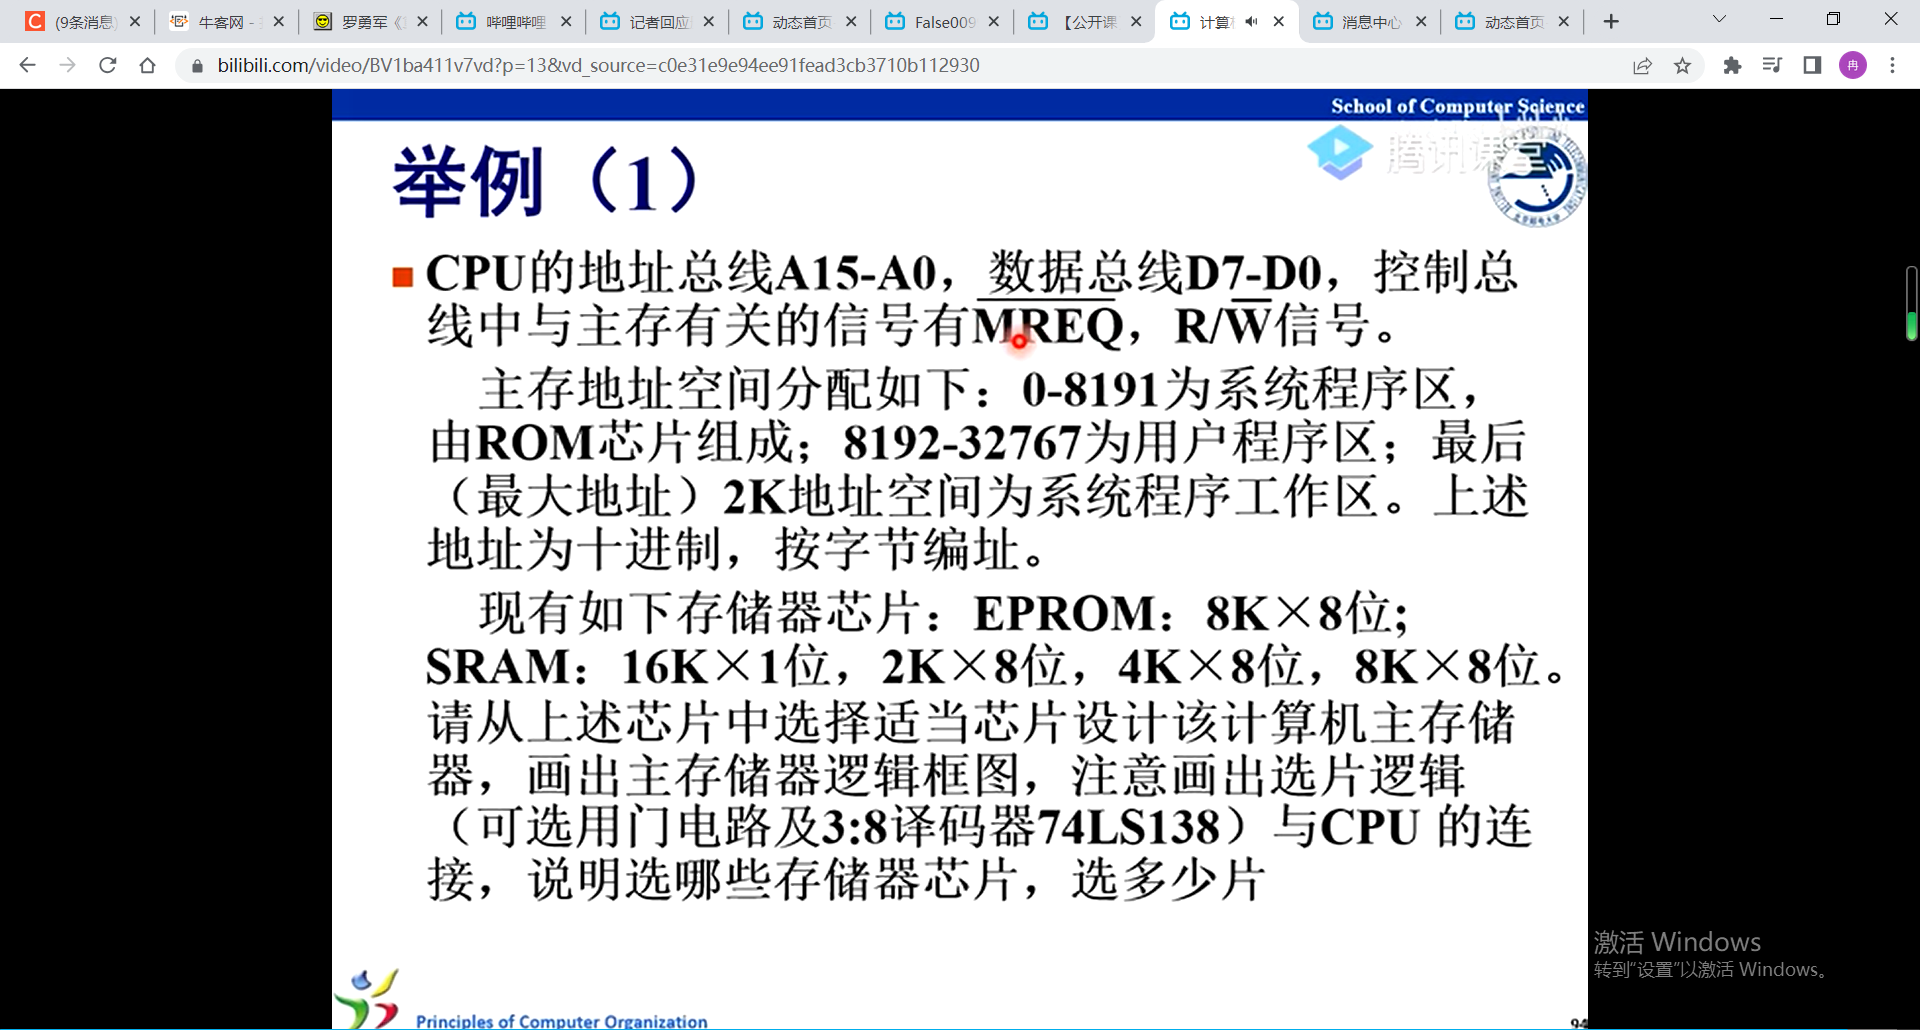 (9条消息)
牛客网 -
罗勇军《
哔哩哔哩
记者回应
动态首页
False009
【公开课
计算
消息中心
动态首页
bilibili.com/video/BV1ba411v7vd?p=13&vd_source=c0e31e9e94ee91fead3cb3710b112930
冉
School of Computer Science
腾讯课堂
举例（1）
CPU的地址总线A15-A0，数据总线D7-D0，控制总
线中与主存有关的信号有M̅R̅E̅Q̅，R/W̅信号。
主存地址空间分配如下：0-8191为系统程序区，
由ROM芯片组成；8192-32767为用户程序区；最后
（最大地址）2K地址空间为系统程序工作区。上述
地址为十进制，按字节编址。
现有如下存储器芯片：EPROM：8K×8位;
SRAM：16K×1位，2K×8位，4K×8位，8K×8位。
请从上述芯片中选择适当芯片设计该计算机主存储
器，画出主存储器逻辑框图，注意画出选片逻辑
（可选用门电路及3:8译码器74LS138）与CPU 的连
接，说明选哪些存储器芯片，选多少片
激活 Windows
转到“设置”以激活 Windows。
Principles of Computer Organization
94